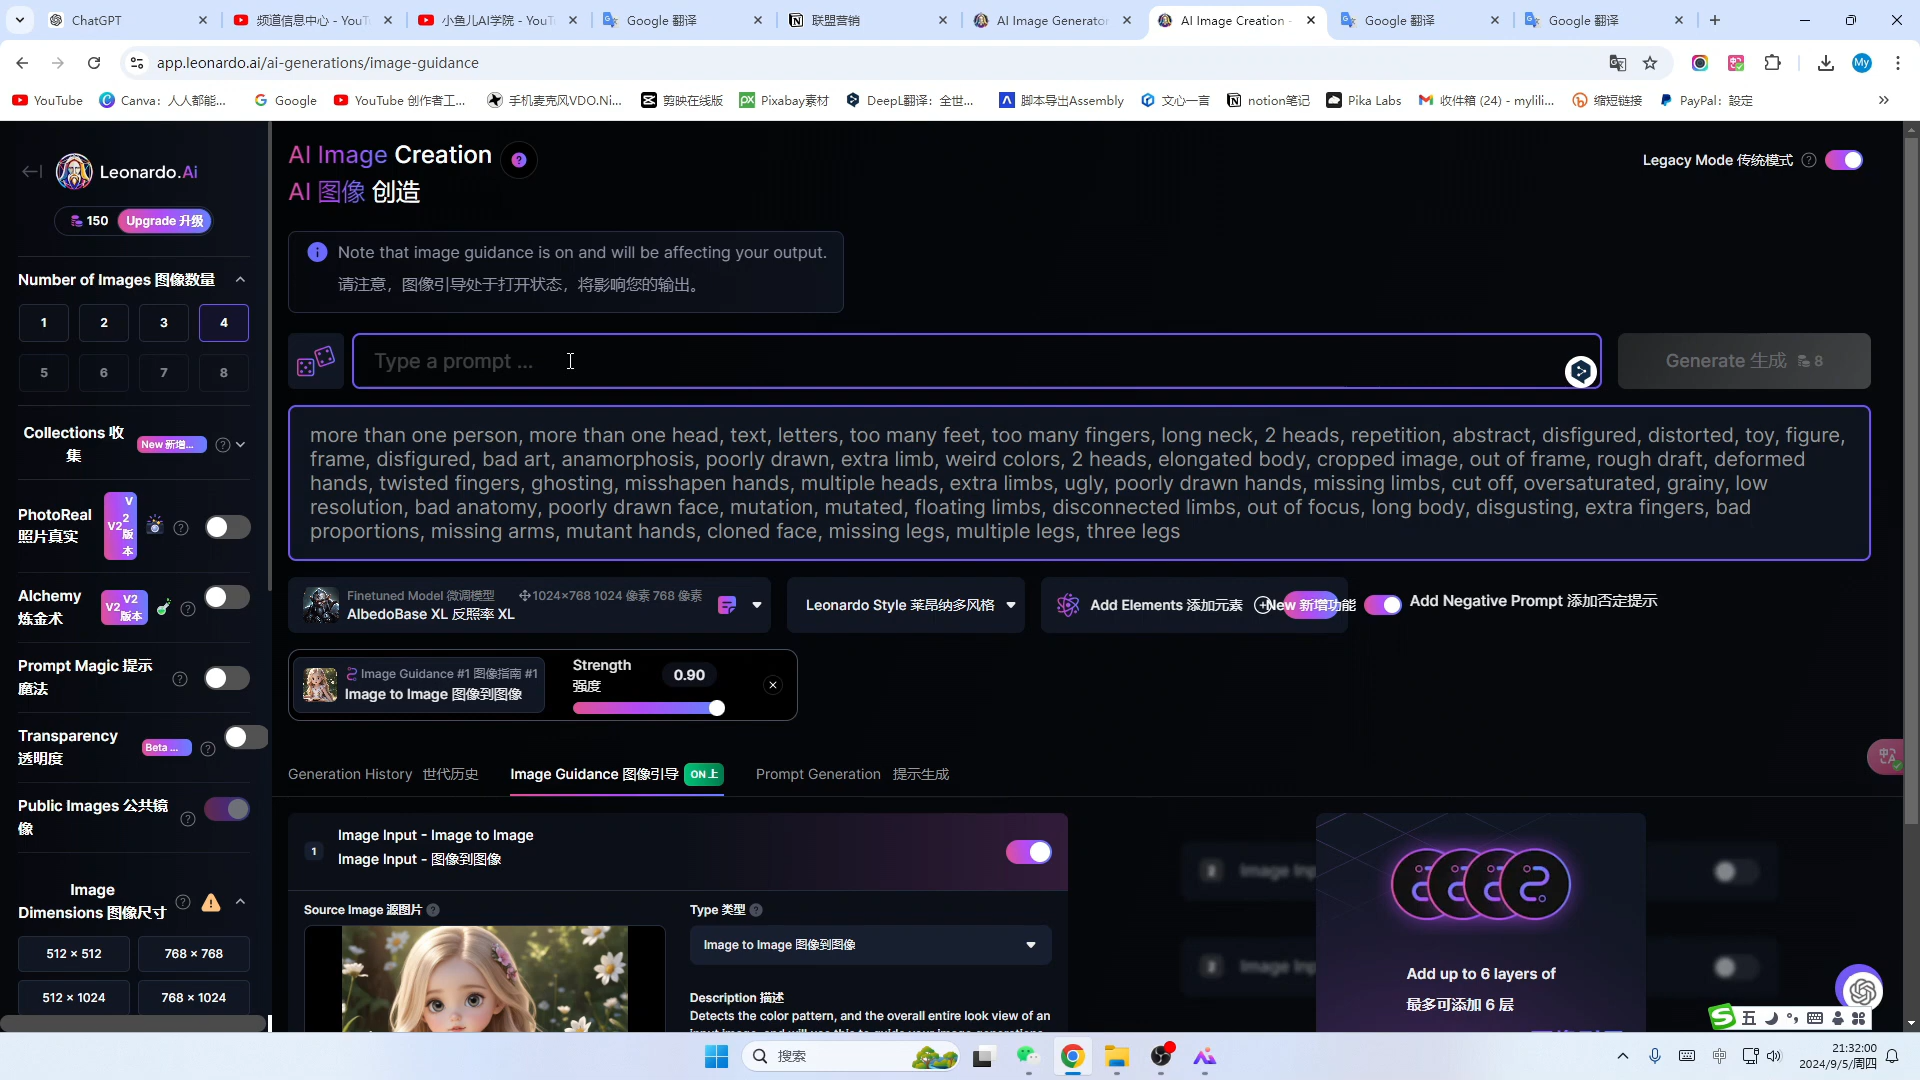 ChatGPT
频道信息中心 - YouT
小鱼儿AI学院 - YouT
Google 翻译
联盟营销
AI Image Generator
AI Image Creation -
Google 翻译
Google 翻译
app.leonardo.ai/ai-generations/image-guidance
My
YouTube
Canva：人人都能...
Google
YouTube 创作者工...
手机麦克风VDO.Ni...
剪映在线版
Pixabay素材
DeepL翻译：全世...
脚本导出Assembly
文心一言
notion笔记
Pika Labs
收件箱 (24) - mylili...
缩短链接
PayPal：設定
Leonardo.Ai
150
Upgrade 升级
Number of Images 图像数量
1
2
3
4
5
6
7
8
Collections 收集
New 新增...
PhotoReal 照片真实
V2 V2 版本
Alchemy 炼金术
V2 V2 版本
Prompt Magic 提示魔法
Transparency 透明度
Beta ...
Public Images 公共镜像
Image Dimensions 图像尺寸
512 × 512
768 × 768
512 × 1024
768 × 1024
AI Image Creation
AI 图像 创造
Legacy Mode 传统模式
Note that image guidance is on and will be affecting your output.
请注意，图像引导处于打开状态，将影响您的输出。
Type a prompt ...
Generate 生成 8
more than one person, more than one head, text, letters, too many feet, too many fingers, long neck, 2 heads, repetition, abstract, disfigured, distorted, toy, figure,
frame, disfigured, bad art, anamorphosis, poorly drawn, extra limb, weird colors, 2 heads, elongated body, cropped image, out of frame, rough draft, deformed
hands, twisted fingers, ghosting, misshapen hands, multiple heads, extra limbs, ugly, poorly drawn hands, missing limbs, cut off, oversaturated, grainy, low
resolution, bad anatomy, poorly drawn face, mutation, mutated, floating limbs, disconnected limbs, out of focus, long body, disgusting, extra fingers, bad
proportions, missing arms, mutant hands, cloned face, missing legs, multiple legs, three legs
Finetuned Model 微调模型
1024×768 1024 像素 768 像素
AlbedoBase XL 反照率 XL
Leonardo Style 莱昂纳多风格
Add Elements 添加元素
New 新增功能
Add Negative Prompt 添加否定提示
Image Guidance #1 图像指南 #1
Image to Image 图像到图像
Strength
强度
0.90
Generation History 世代历史
Image Guidance 图像引导
ON上
Prompt Generation 提示生成
1
Image Input - Image to Image
Image Input - 图像到图像
Source Image 源图片
Type 类型
Image to Image 图像到图像
Description 描述
Detects the color pattern, and the overall entire look view of an
2
Image Inp
2
Image Inp
Add up to 6 layers of
最多可添加 6 层
五
搜索
中
21:32:00
2024/9/5/周四